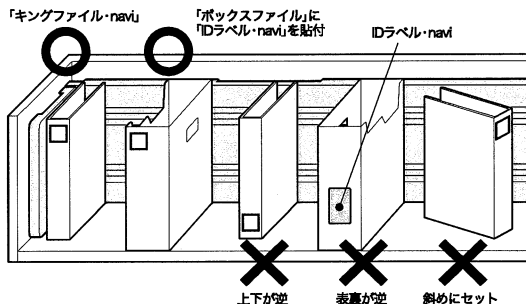 「キングファイル・navi」
「ボックスファイル」に
「IDラベル・navi」を貼付
IDラベル・navi
上下が逆
表裏が逆
斜めにセット